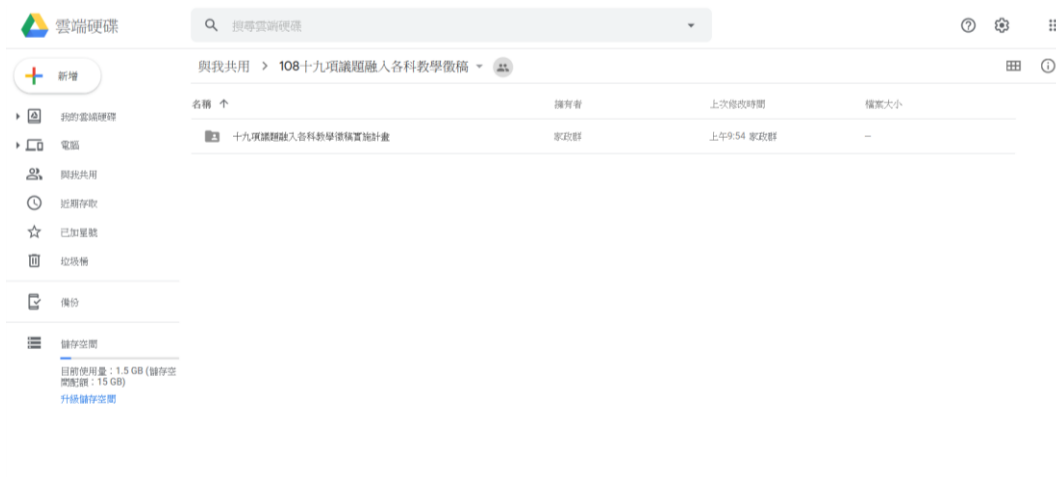 雲端硬碟
搜尋雲端硬碟
新增
我的雲端硬碟
電腦
與我共用
近期存取
已加星號
垃圾桶
備份
儲存空間
目前使用量：1.5 GB (儲存空
間配額：15 GB)
升級儲存空間
與我共用 > 108十九項議題融入各科教學徵稿
名稱 擁有者 上次修改時間 檔案大小
十九項議題融入各科教學徵稿實施計畫 家政群 上午9:54 家政群 –